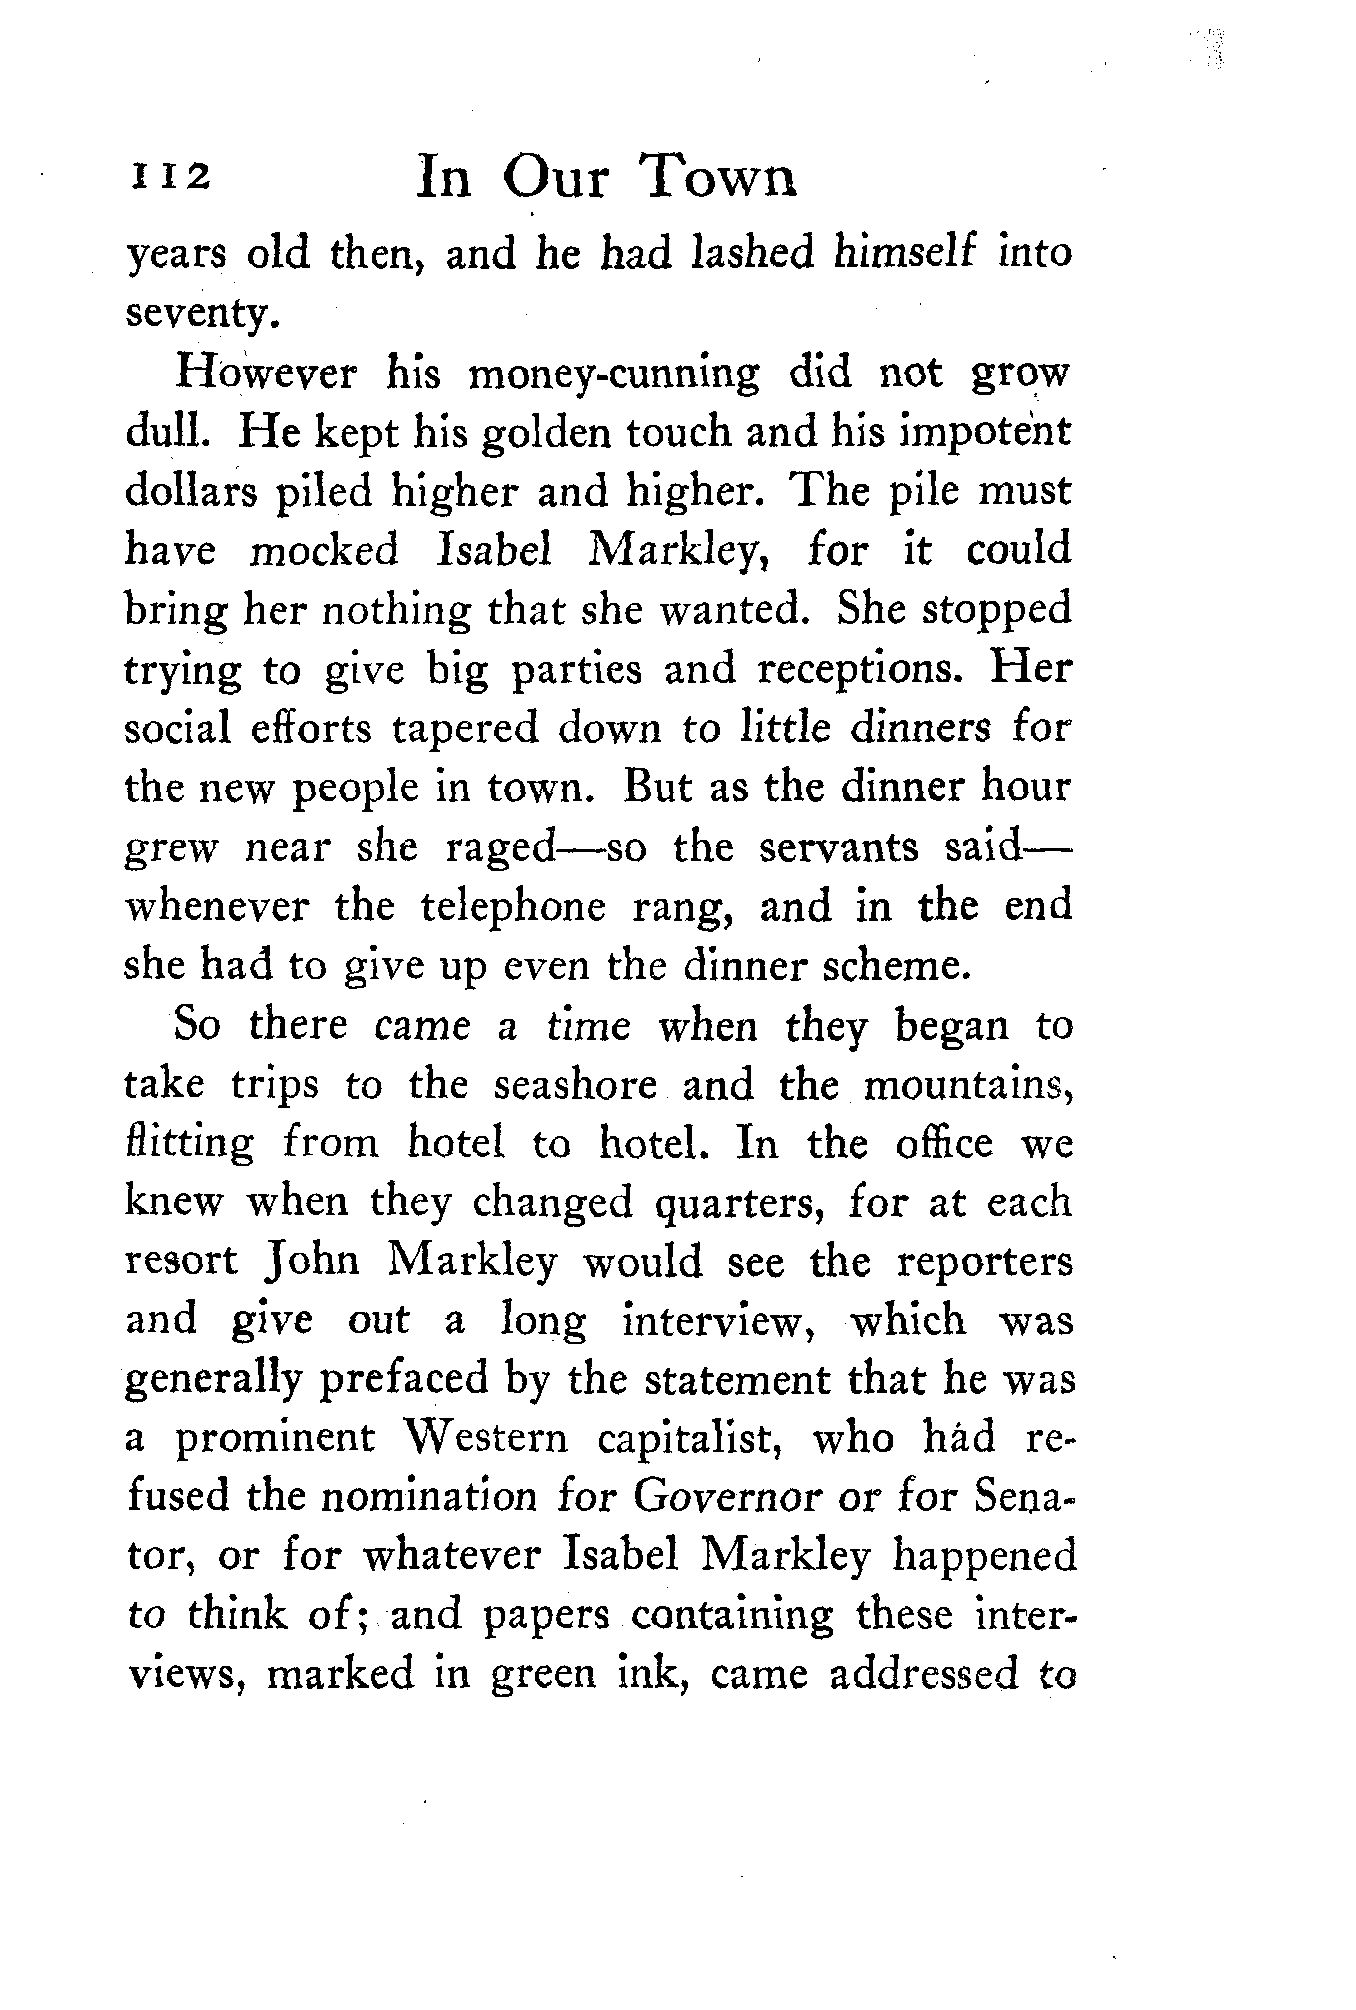 112 In Our Town
years old then, and he had lashed himself into
seventy.
However his money-cunning did not grow
dull. He kept his golden touch and his impotent
dollars piled higher and higher. The pile must
have mocked Isabel Markley, for it could
bring her nothing that she wanted. She stopped
trying to give big parties and receptions. Her
social efforts tapered down to little dinners for
the new people in town. But as the dinner hour
grew near she raged—so the servants said—
whenever the telephone rang, and in the end
she had to give up even the dinner scheme.
So there came a time when they began to
take trips to the seashore and the mountains,
flitting from hotel to hotel. In the office we
knew when they changed quarters, for at each
resort John Markley would see the reporters
and give out a long interview, which was
generally prefaced by the statement that he was
a prominent Western capitalist, who had re-
fused the nomination for Governor or for Sena-
tor, or for whatever Isabel Markley happened
to think of; and papers containing these inter-
views, marked in green ink, came addressed to